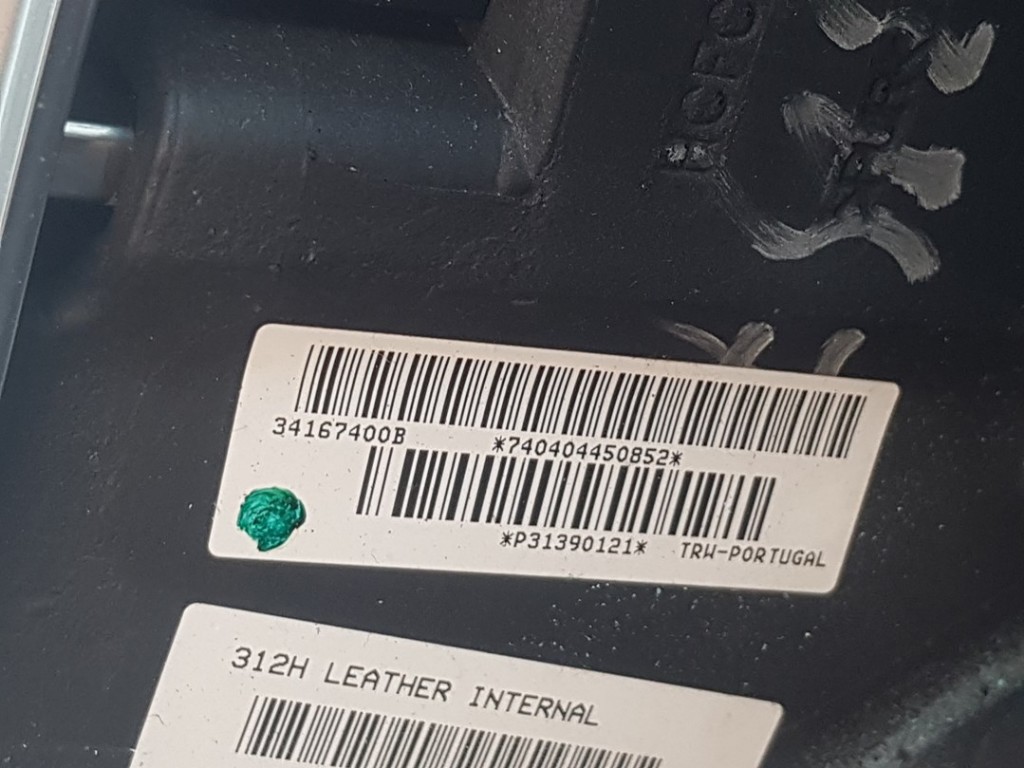 34167400B *740404450852*
*P31390121* TRW-PORTUGAL
312H LEATHER INTERNAL